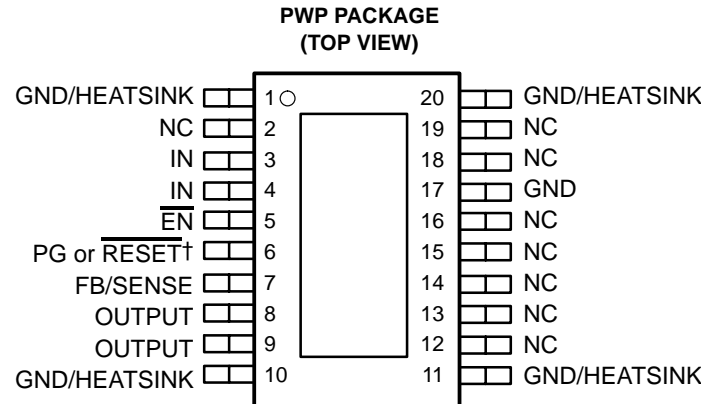 PWP PACKAGE
(TOP VIEW)
GND/HEATSINK 1 20 GND/HEATSINK
NC 2 19 NC
IN 3 18 NC
IN 4 17 GND
EN 5 16 NC
PG or RESET† 6 15 NC
FB/SENSE 7 14 NC
OUTPUT 8 13 NC
OUTPUT 9 12 NC
GND/HEATSINK 10 11 GND/HEATSINK